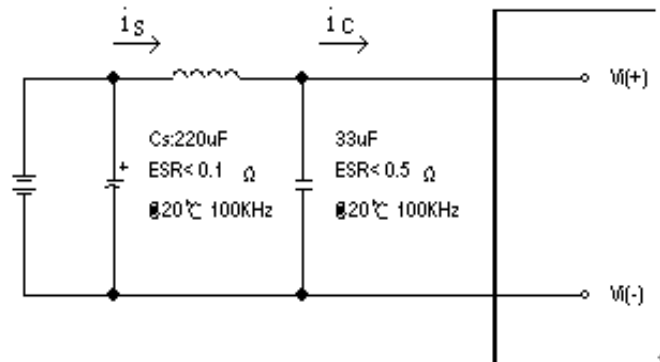 is
ic
Vi(+)
Cs:220uF
ESR< 0.1 Ω
@20℃ 100KHz
+
33uF
ESR< 0.5 Ω
@20℃ 100KHz
Vi(-)